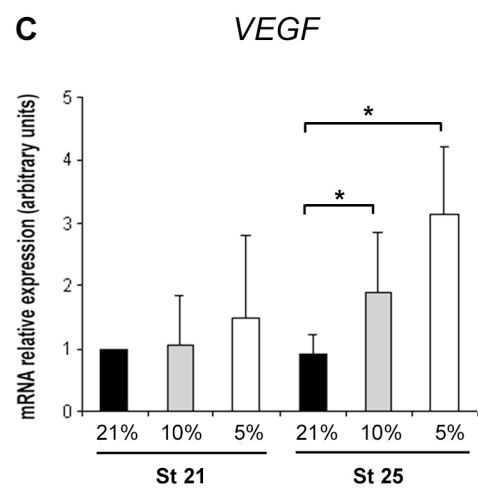 C
VEGF
mRNA relative expression (arbitrary units)
5
4
3
2
1
0
*
*
21% 10% 5% 21% 10% 5%
St 21 St 25